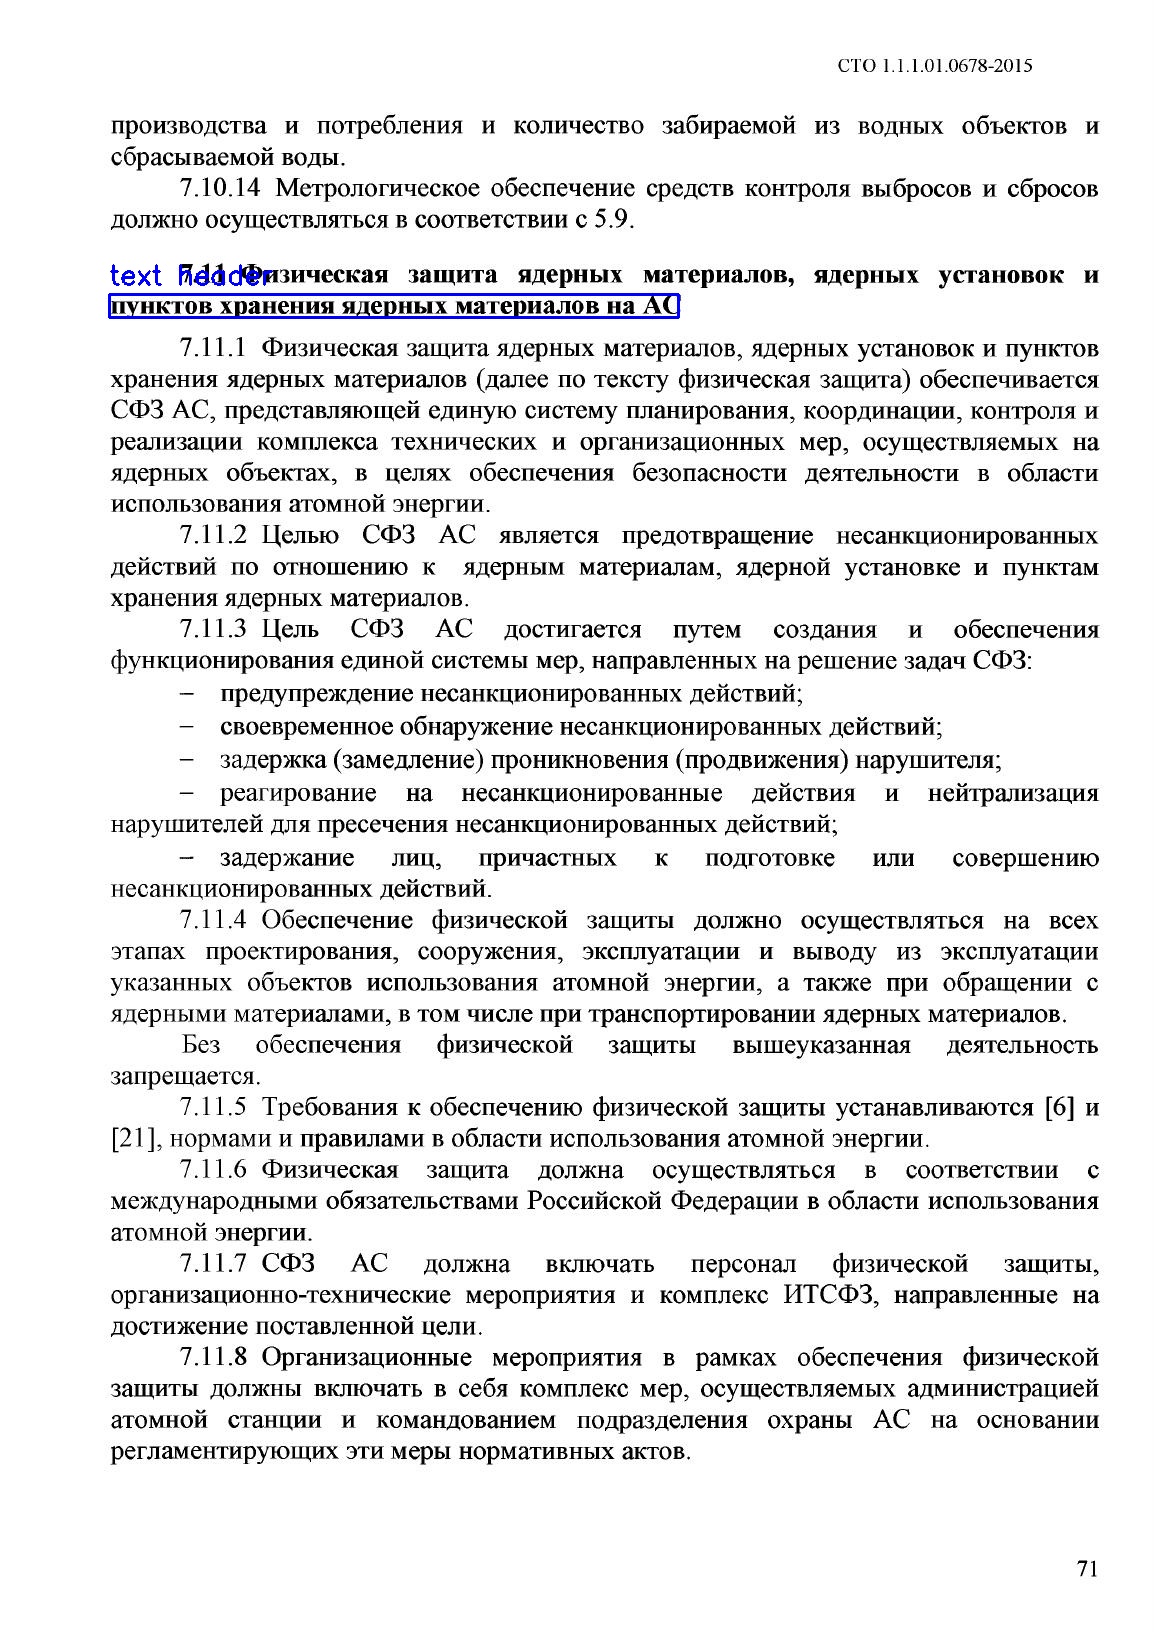 СТО 1.1.1.01.0678-2015
производства и потребления и количество забираемой из водных объектов и
сбрасываемой воды.
7.10.14 Метрологическое обеспечение средств контроля выбросов и сбросов
должно осуществляться в соответствии с 5.9.
text header
7.11 Физическая защита ядерных материалов, ядерных установок и
пунктов хранения ядерных материалов на АС
7.11.1 Физическая защита ядерных материалов, ядерных установок и пунктов
хранения ядерных материалов (далее по тексту физическая защита) обеспечивается
СФЗ АС, представляющей единую систему планирования, координации, контроля и
реализации комплекса технических и организационных мер, осуществляемых на
ядерных объектах, в целях обеспечения безопасности деятельности в области
использования атомной энергии.
7.11.2 Целью СФЗ АС является предотвращение несанкционированных
действий по отношению к ядерным материалам, ядерной установке и пунктам
хранения ядерных материалов.
7.11.3 Цель СФЗ АС достигается путем создания и обеспечения
функционирования единой системы мер, направленных на решение задач СФЗ:
– предупреждение несанкционированных действий;
– своевременное обнаружение несанкционированных действий;
– задержка (замедление) проникновения (продвижения) нарушителя;
– реагирование на несанкционированные действия и нейтрализация
нарушителей для пресечения несанкционированных действий;
– задержание лиц, причастных к подготовке или совершению
несанкционированных действий.
7.11.4 Обеспечение физической защиты должно осуществляться на всех
этапах проектирования, сооружения, эксплуатации и выводу из эксплуатации
указанных объектов использования атомной энергии, а также при обращении с
ядерными материалами, в том числе при транспортировании ядерных материалов.
Без обеспечения физической защиты вышеуказанная деятельность
запрещается.
7.11.5 Требования к обеспечению физической защиты устанавливаются [6] и
[21], нормами и правилами в области использования атомной энергии.
7.11.6 Физическая защита должна осуществляться в соответствии с
международными обязательствами Российской Федерации в области использования
атомной энергии.
7.11.7 СФЗ АС должна включать персонал физической защиты,
организационно-технические мероприятия и комплекс ИТСФЗ, направленные на
достижение поставленной цели.
7.11.8 Организационные мероприятия в рамках обеспечения физической
защиты должны включать в себя комплекс мер, осуществляемых администрацией
атомной станции и командованием подразделения охраны АС на основании
регламентирующих эти меры нормативных актов.
71